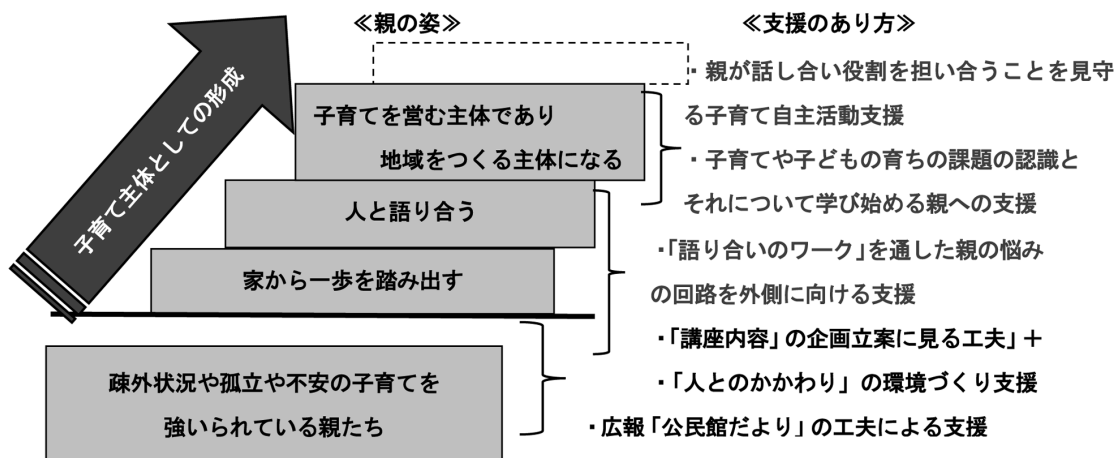 ≪親の姿≫
≪支援のあり方≫
子育て主体としての形成
子育てを営む主体であり
地域をつくる主体になる
人と語り合う
家から一歩を踏み出す
疎外状況や孤立や不安の子育てを
強いられている親たち
・親が話し合い役割を担い合うことを見守
る子育て自主活動支援
・子育てや子どもの育ちの課題の認識と
それについて学び始める親への支援
・「語り合いのワーク」を通した親の悩み
の回路を外側に向ける支援
・「講座内容」の企画立案に見る工夫」＋
・「人とのかかわり」の環境づくり支援
・広報「公民館だより」の工夫による支援